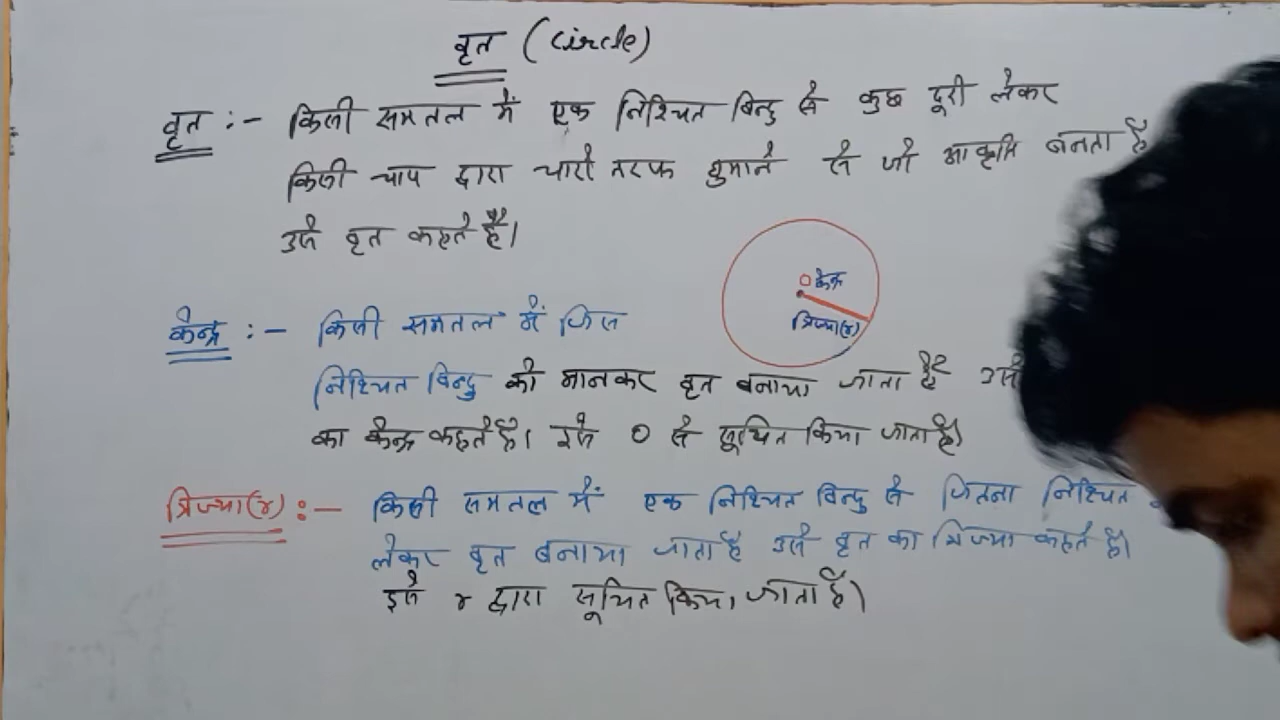 वृत (Circle)
वृत :- किसी समतल में एक निश्चित बिन्दु से कुछ दूरी लेकर
किसी चाप द्वारा चारो तरफ घुमाने से जो आकृति बनता है
उसे वृत कहते है।
O केन्द्र
त्रिज्या(r)
केन्द्र :- किसी समतल में जिस
निश्चित बिन्दु को मानकर वृत बनाया जाता है उसे
का केन्द्र कहते है। इसे O से सूचित किया जाता है।
त्रिज्या(r) :- किसी समतल में एक निश्चित बिन्दु से जितना निश्चित
लेकर वृत बनाया जाता है उसे वृत का त्रिज्या कहते है।
इसे r द्वारा सूचित किया जाता है।